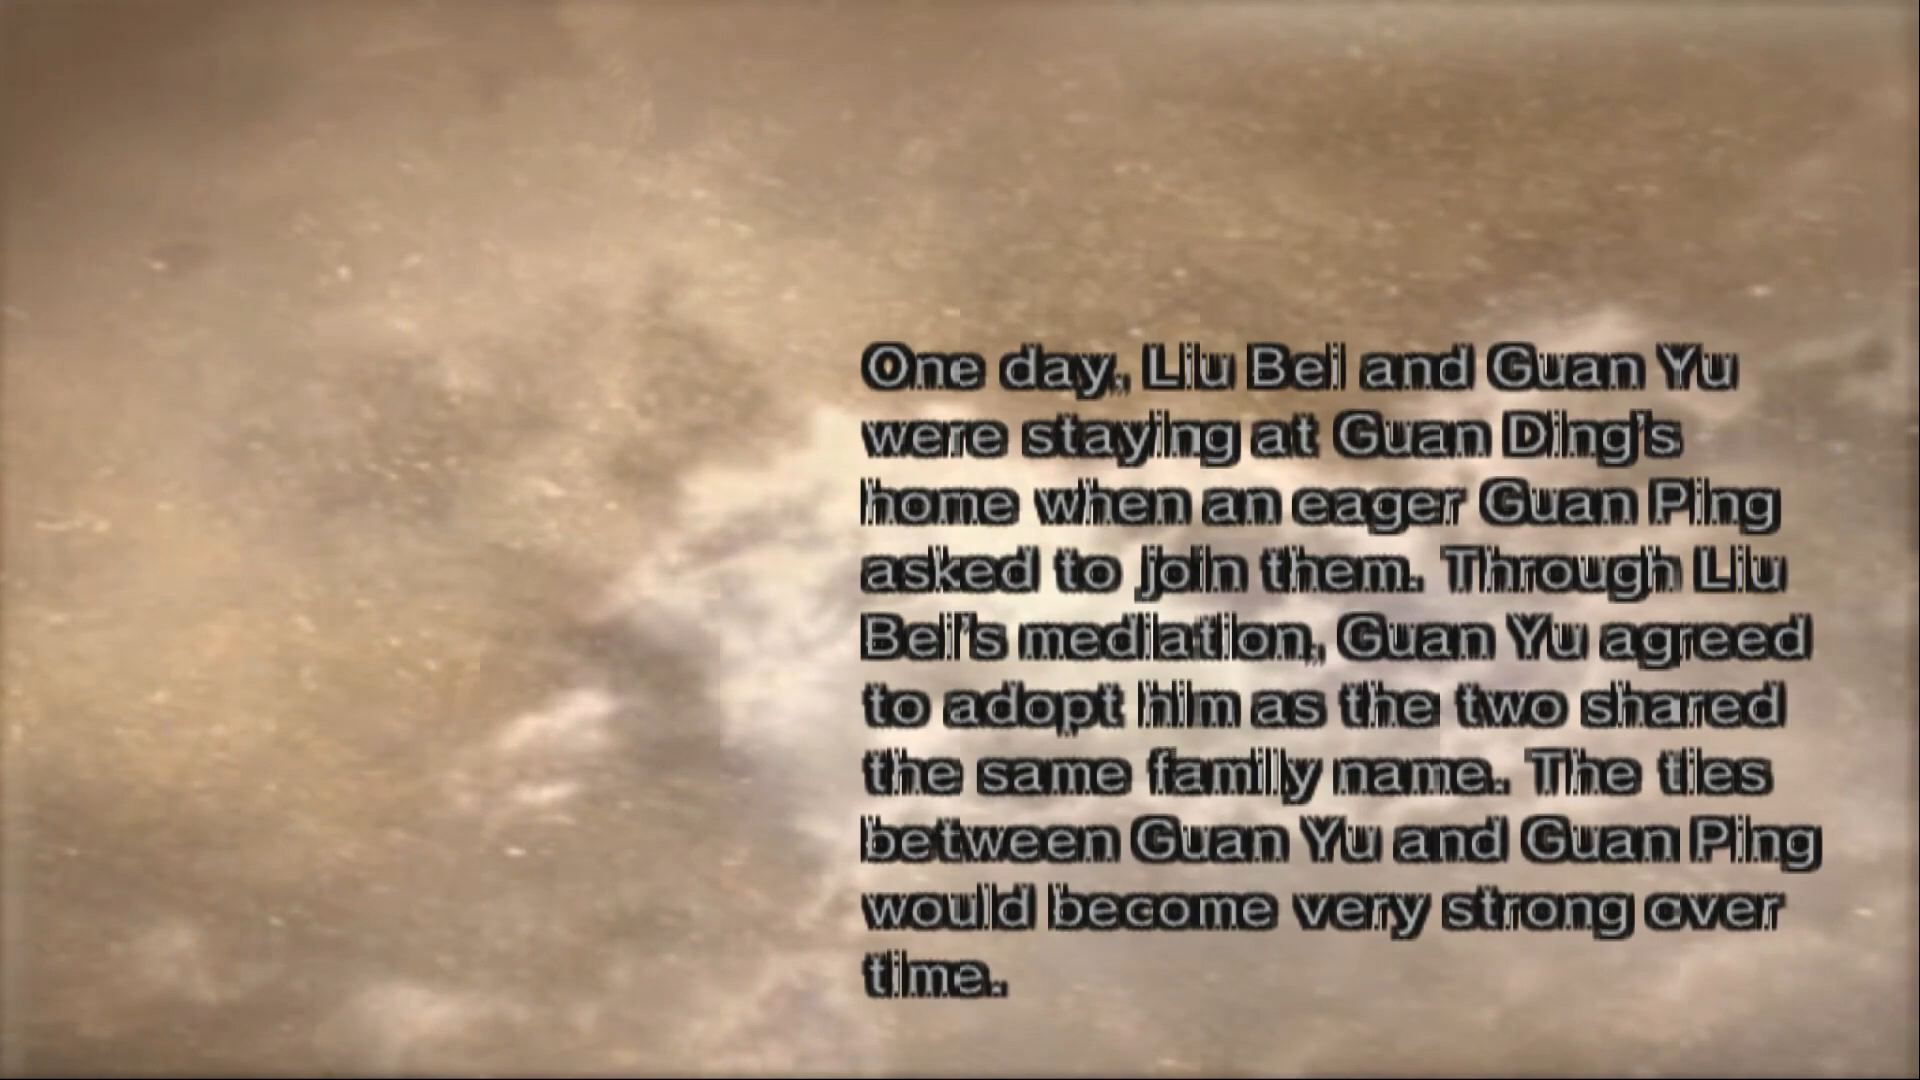 One day, Liu Bei and Guan Yu
were staying at Guan Ding's
home when an eager Guan Ping
asked to join them. Through Liu
Bei's mediation, Guan Yu agreed
to adopt him as the two shared
the same family name. The ties
between Guan Yu and Guan Ping
would become very strong over
time.